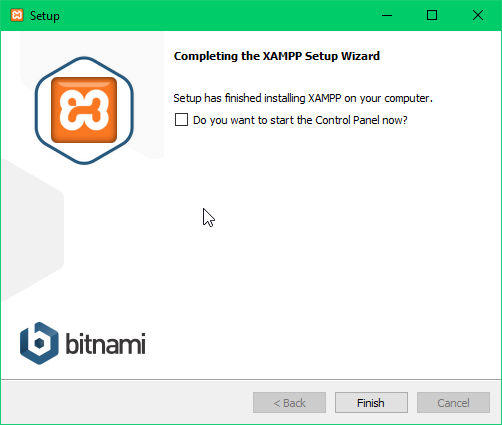 Setup
Completing the XAMPP Setup Wizard
Setup has finished installing XAMPP on your computer.
Do you want to start the Control Panel now?
bitnami
< Back
Finish
Cancel